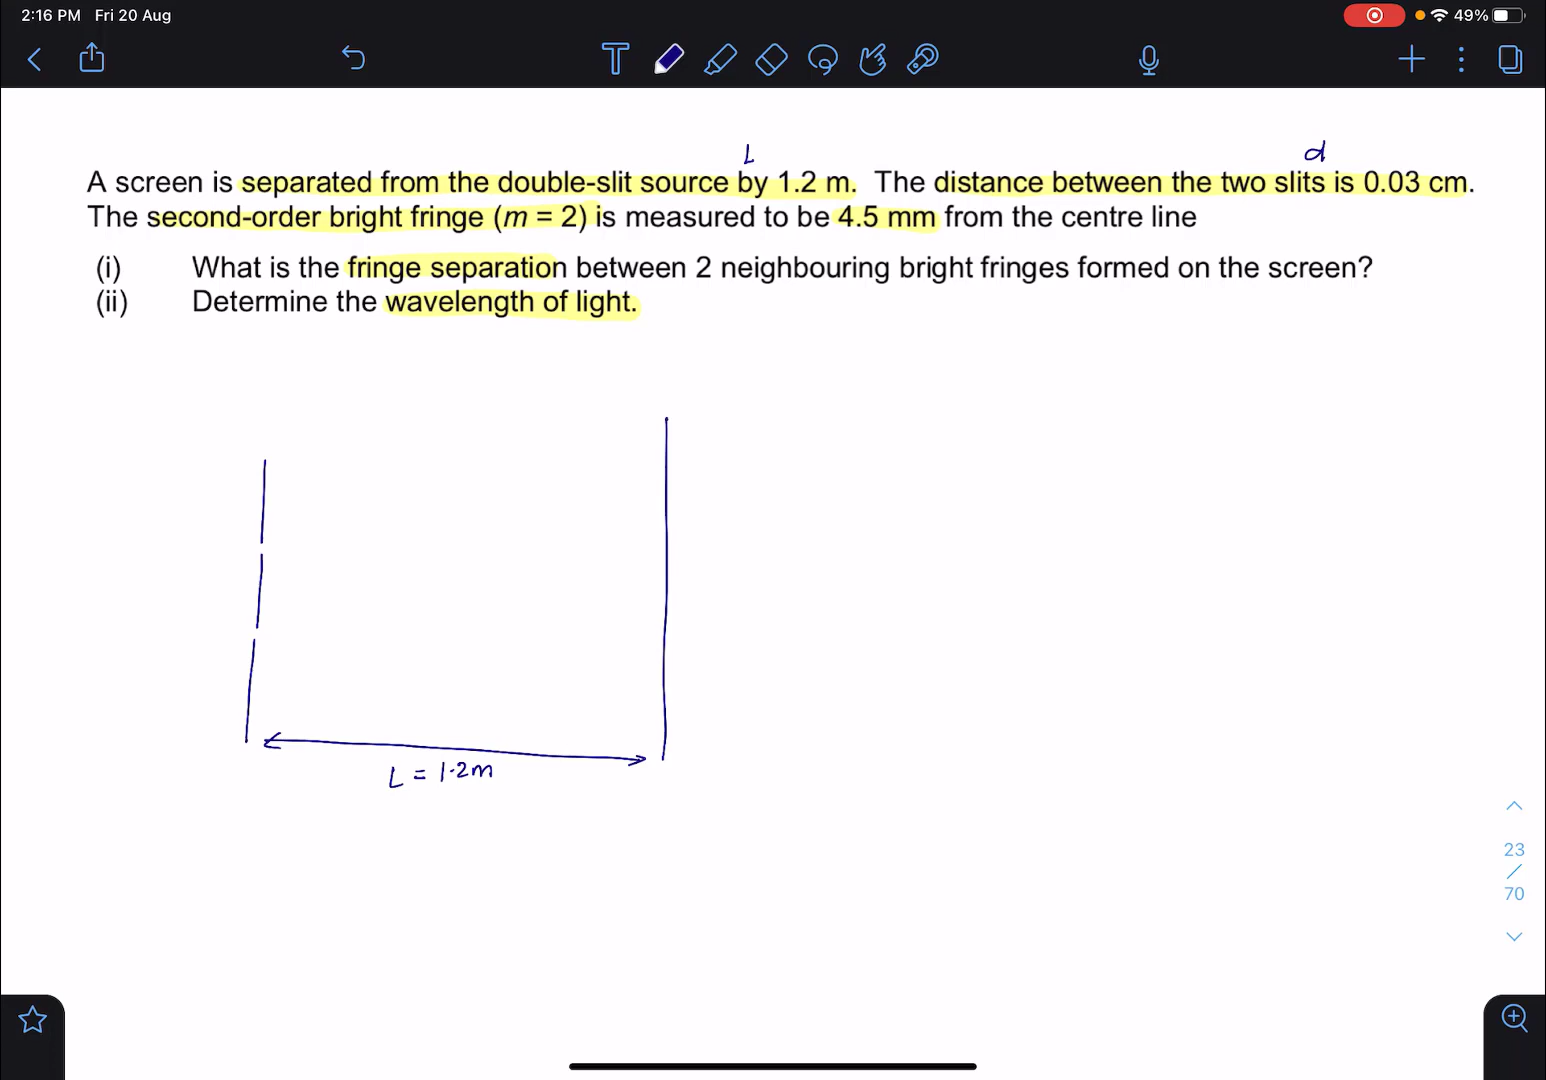 2:16 PM Fri 20 Aug
49%
L
d
A screen is separated from the double-slit source by 1.2 m. The distance between the two slits is 0.03 cm.
The second-order bright fringe (m = 2) is measured to be 4.5 mm from the centre line
(i) What is the fringe separation between 2 neighbouring bright fringes formed on the screen?
(ii) Determine the wavelength of light.
L = 1.2m
23
/
70